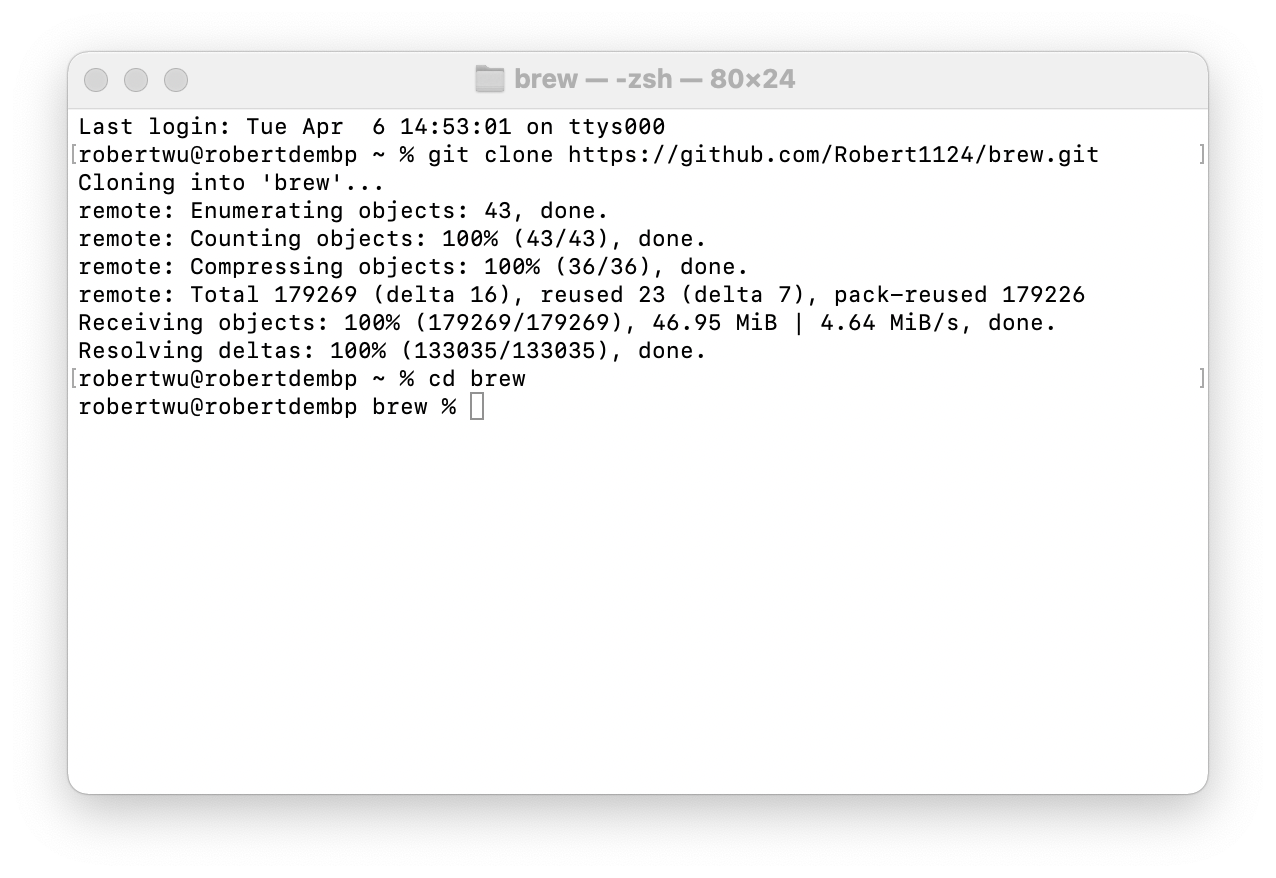 brew — -zsh — 80×24
Last login: Tue Apr  6 14:53:01 on ttys000
[robertwu@robertdembp ~ % git clone https://github.com/Robert1124/brew.git ]
Cloning into 'brew'...
remote: Enumerating objects: 43, done.
remote: Counting objects: 100% (43/43), done.
remote: Compressing objects: 100% (36/36), done.
remote: Total 179269 (delta 16), reused 23 (delta 7), pack-reused 179226
Receiving objects: 100% (179269/179269), 46.95 MiB | 4.64 MiB/s, done.
Resolving deltas: 100% (133035/133035), done.
[robertwu@robertdembp ~ % cd brew ]
robertwu@robertdembp brew %